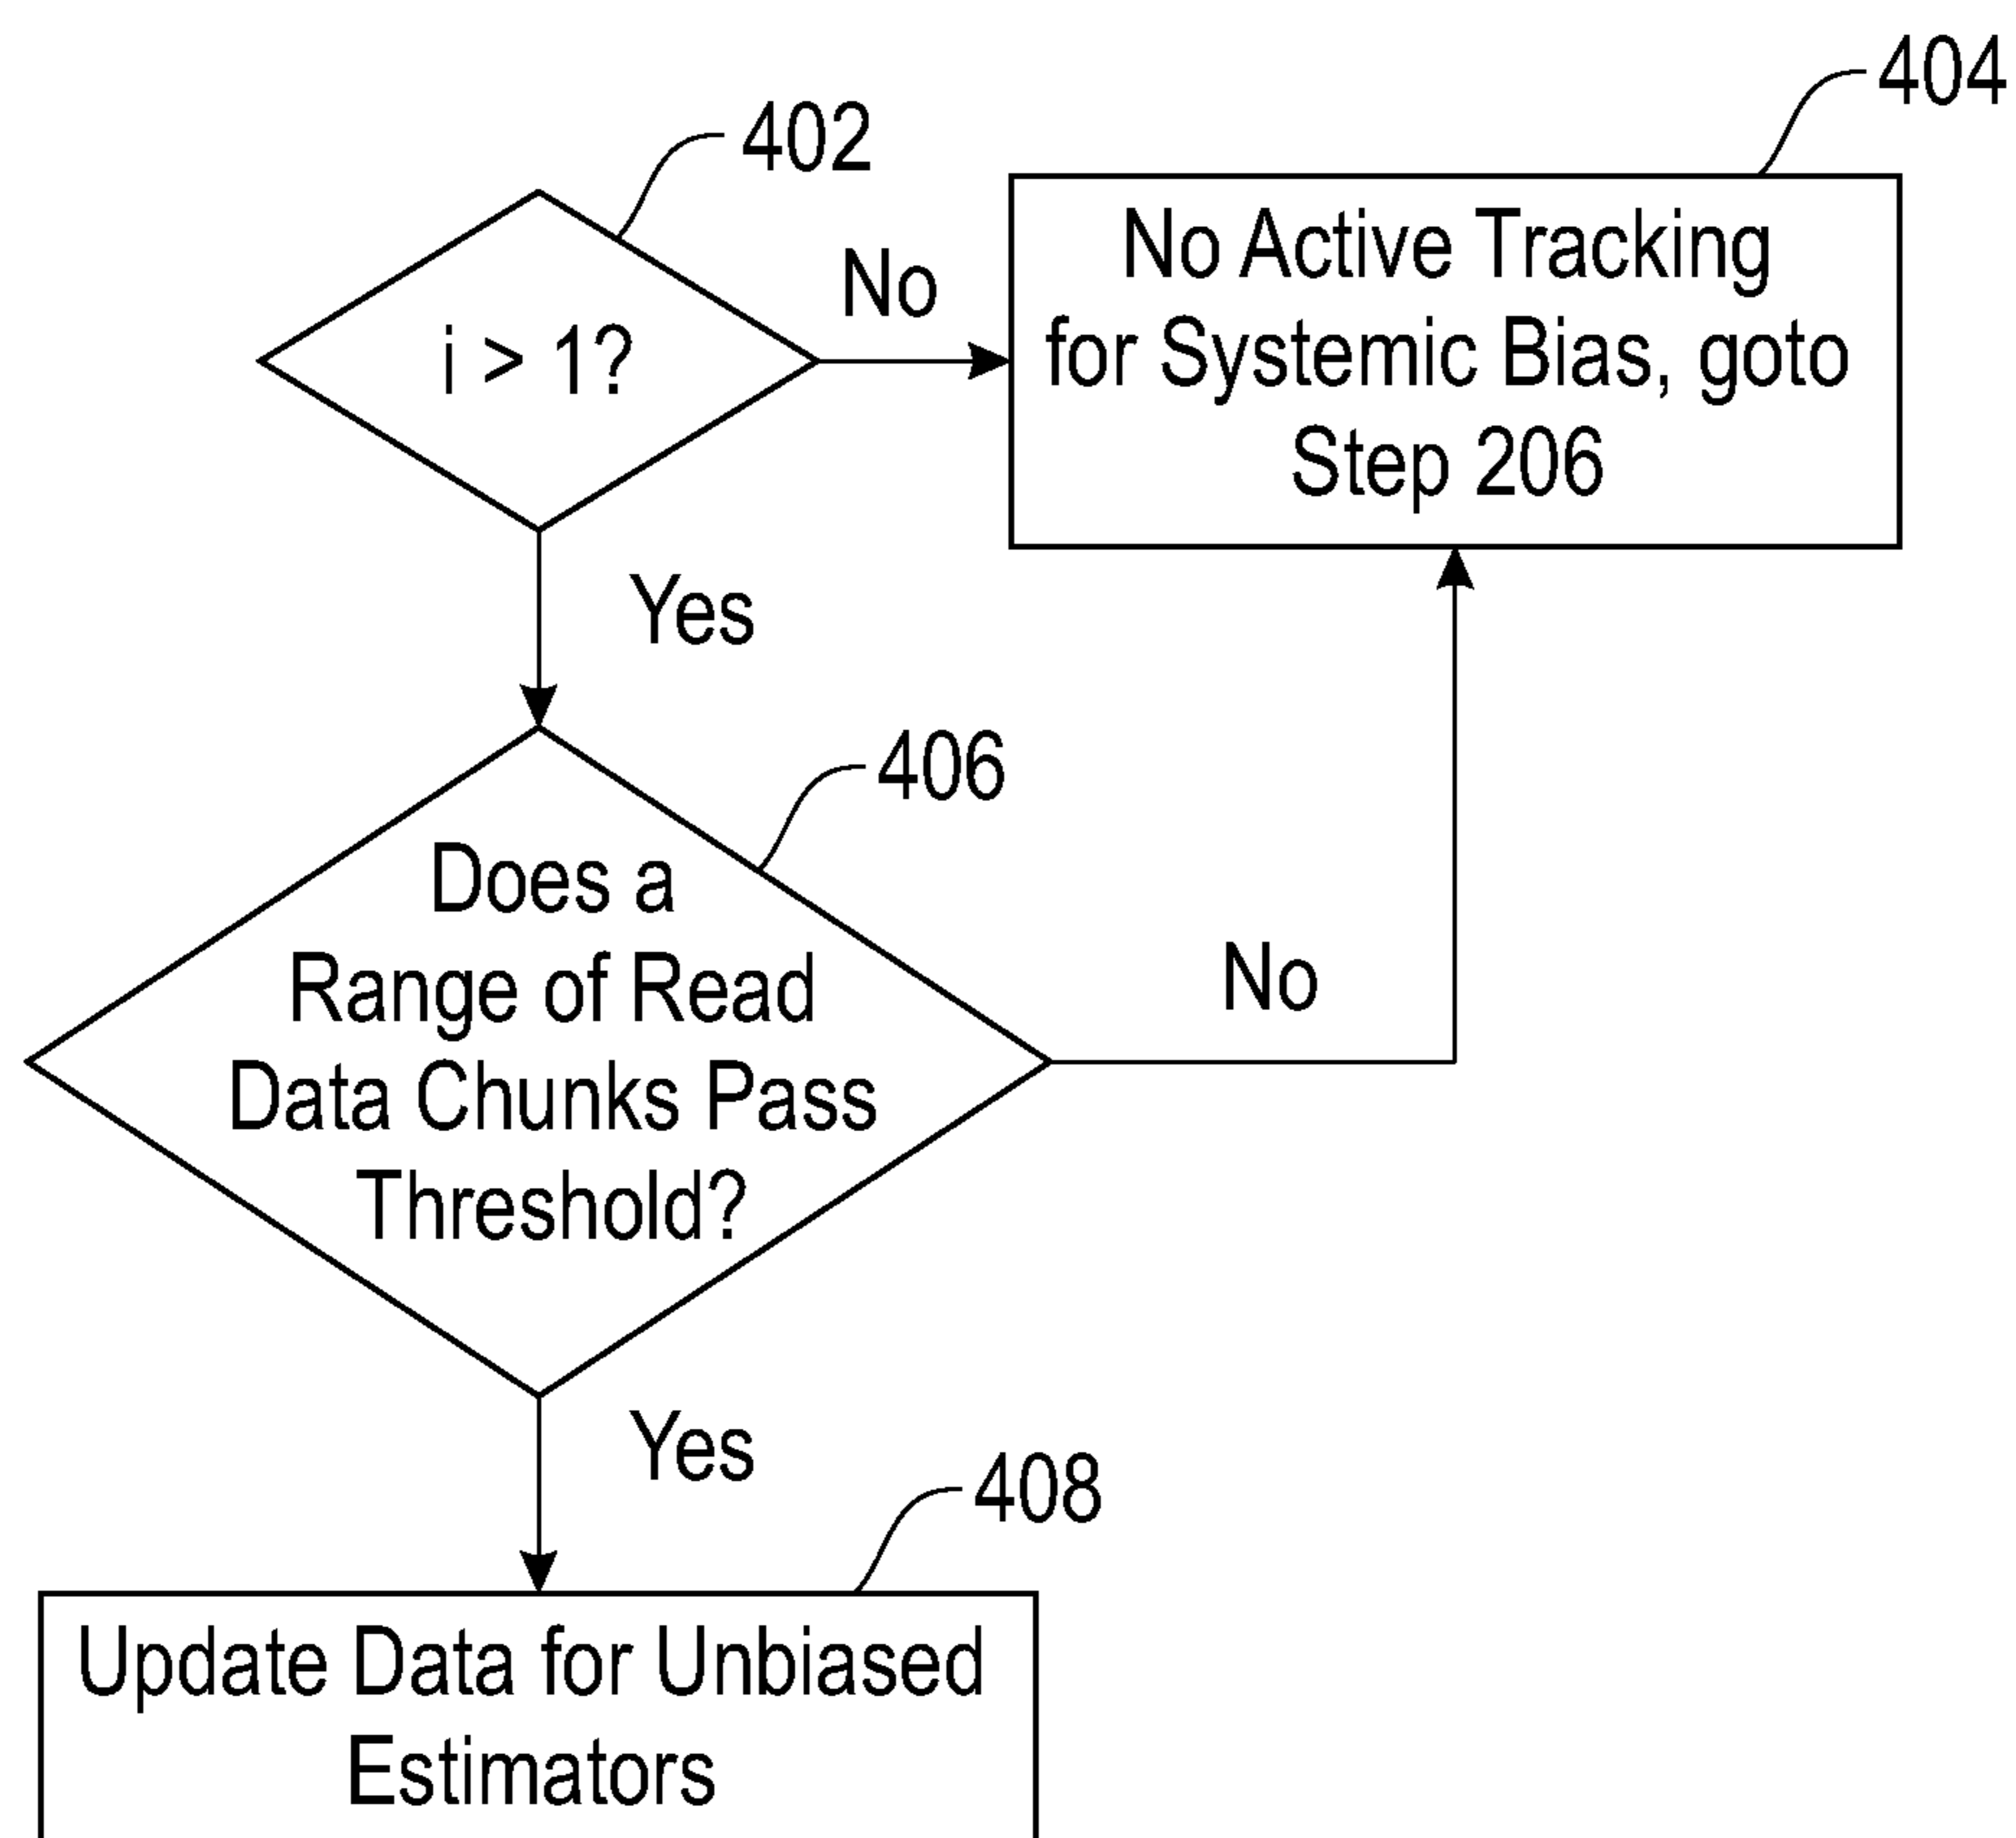 404
402
No Active Tracking
for Systemic Bias, goto
Step 206
No
i > 1?
Yes
406
Does a
Range of Read
Data Chunks Pass
Threshold?
No
Yes
408
Update Data for Unbiased
Estimators